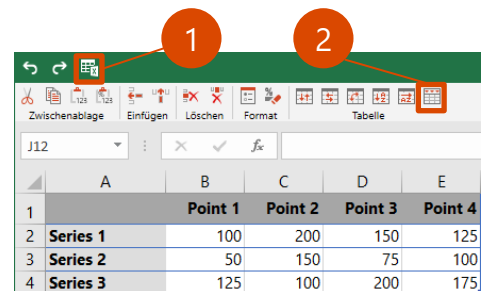 1 2
123 123
Zwischenablage Einfügen Löschen Format Tabelle
J12 fx
A B C D E
1 Point 1 Point 2 Point 3 Point 4
2 Series 1 100 200 150 125
3 Series 2 50 150 75 100
4 Series 3 125 100 200 175